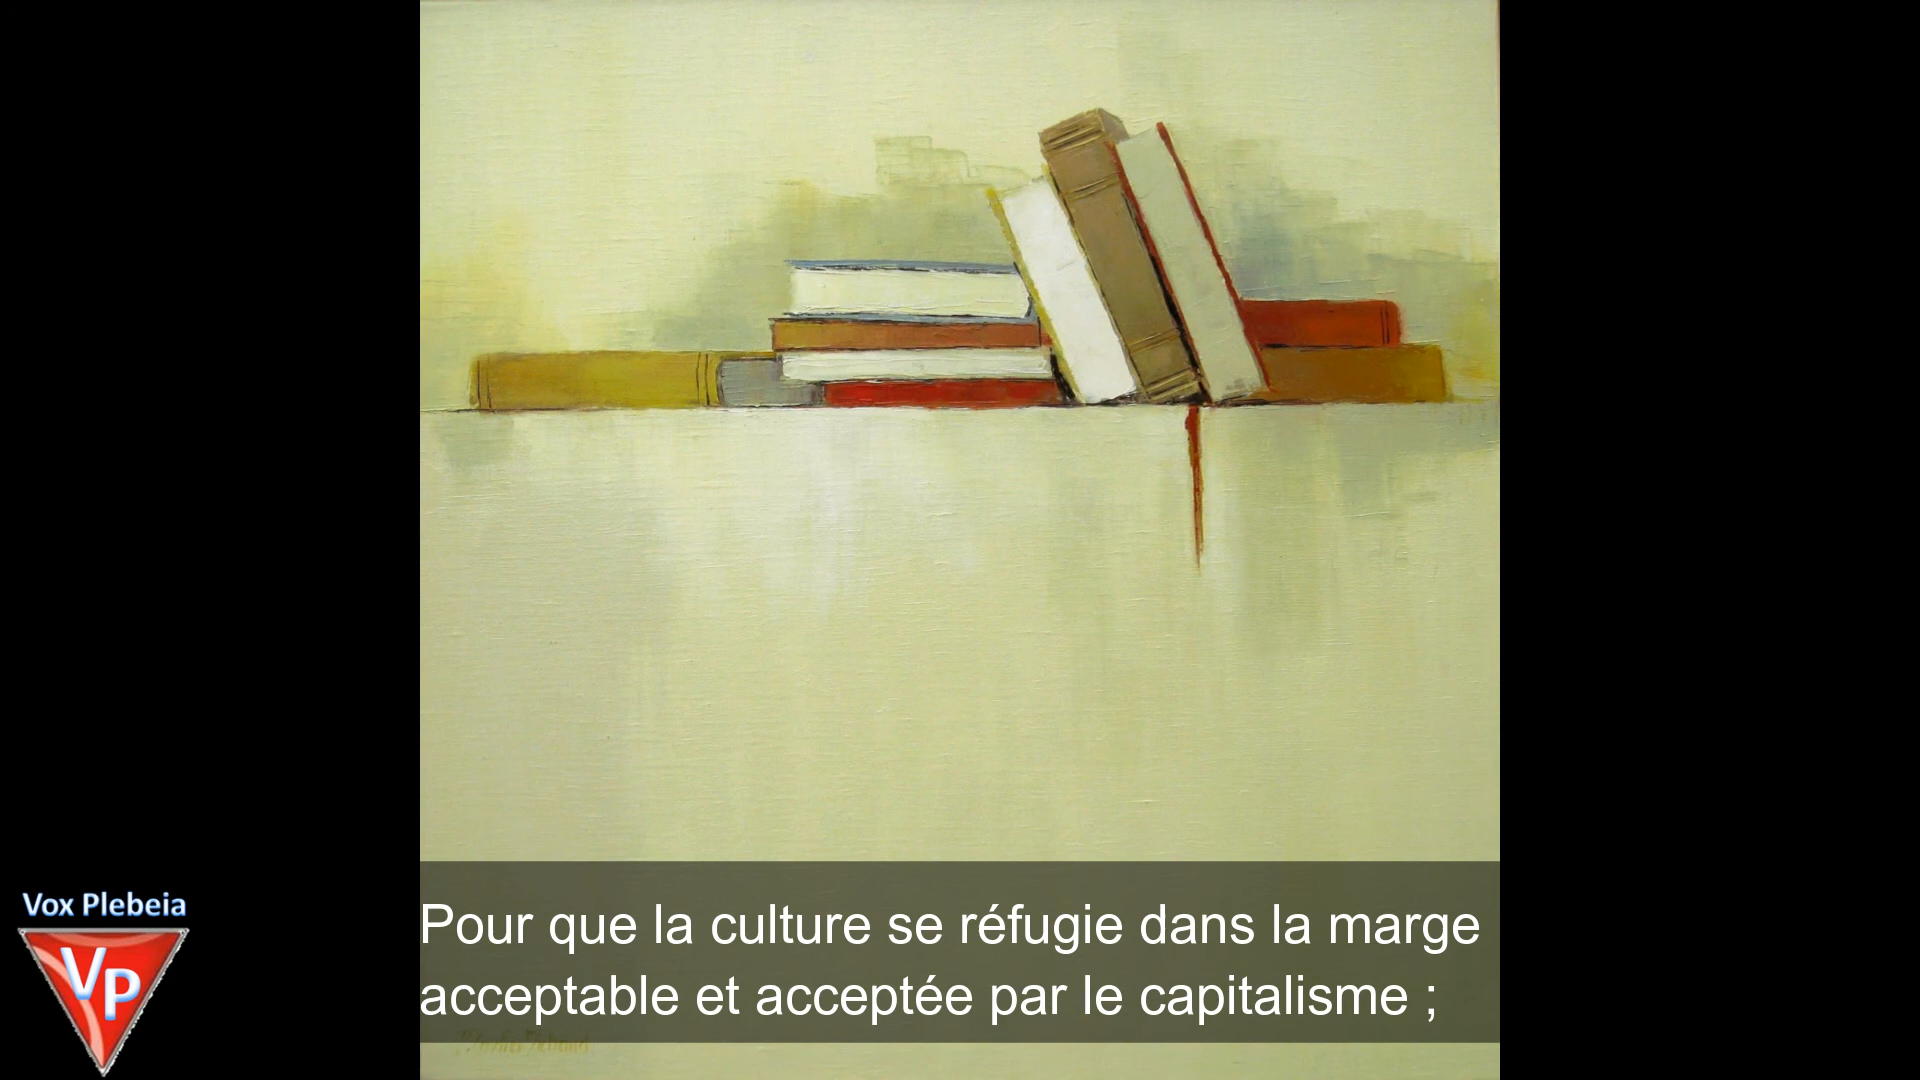 Pour que la culture se réfugie dans la marge
acceptable et acceptée par le capitalisme ;
Vox Plebeia
VP